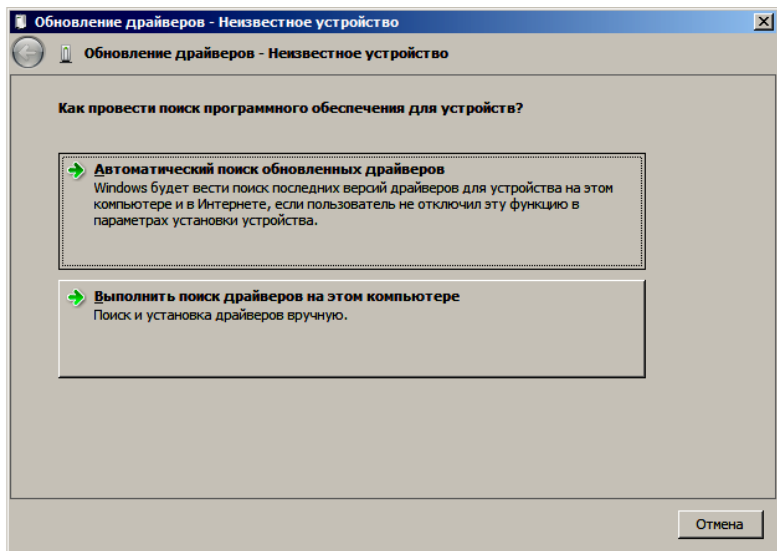 Обновление драйверов - Неизвестное устройство
Обновление драйверов - Неизвестное устройство
Как провести поиск программного обеспечения для устройств?
Автоматический поиск обновленных драйверов
Windows будет вести поиск последних версий драйверов для устройства на этом
компьютере и в Интернете, если пользователь не отключил эту функцию в
параметрах установки устройства.
Выполнить поиск драйверов на этом компьютере
Поиск и установка драйверов вручную.
Отмена